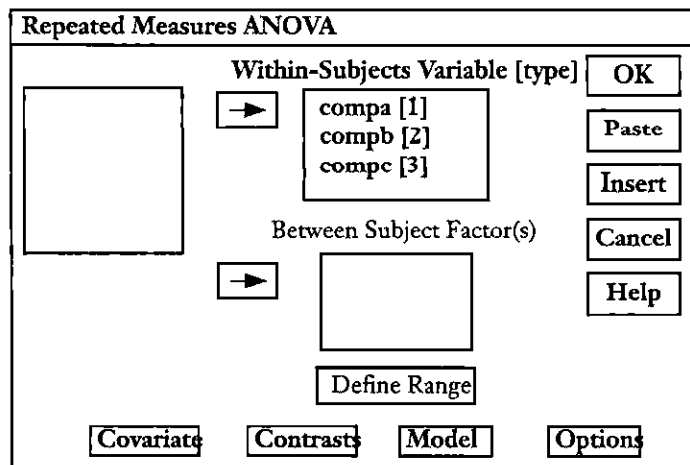 Repeated Measures ANOVA
Within-Subjects Variable [type]
compa [1]
compb [2]
compc [3]
OK
Paste
Insert
Cancel
Help
Between Subject Factor(s)
Define Range
Covariate
Contrasts
Model
Options